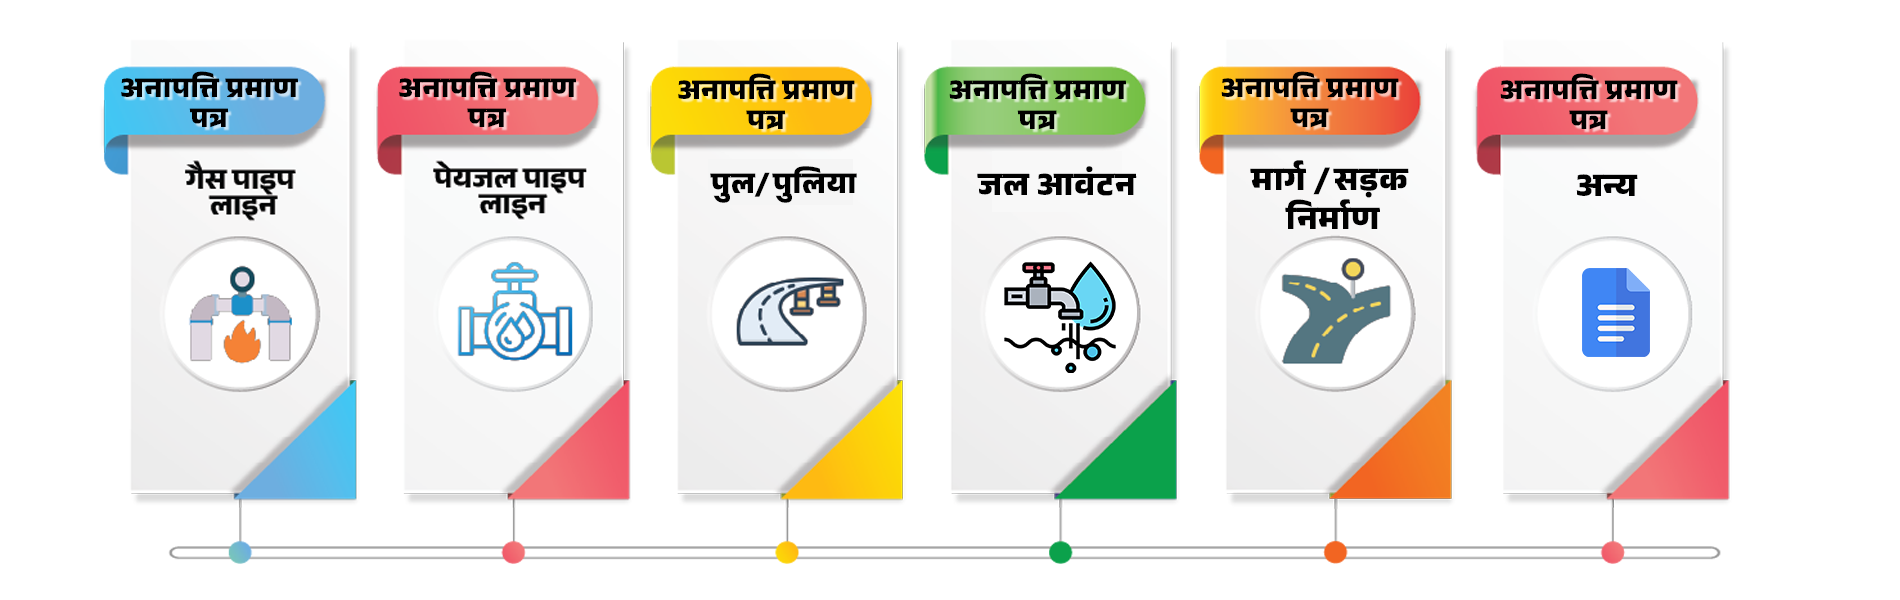 अनापत्ति प्रमाण
पत्र
गैस पाइप
लाइन
अनापत्ति प्रमाण
पत्र
पेयजल पाइप
लाइन
अनापत्ति प्रमाण
पत्र
पुल/पुलिया
अनापत्ति प्रमाण
पत्र
जल आवंटन
अनापत्ति प्रमाण
पत्र
मार्ग /सड़क
निर्माण
अनापत्ति प्रमाण
पत्र
अन्य